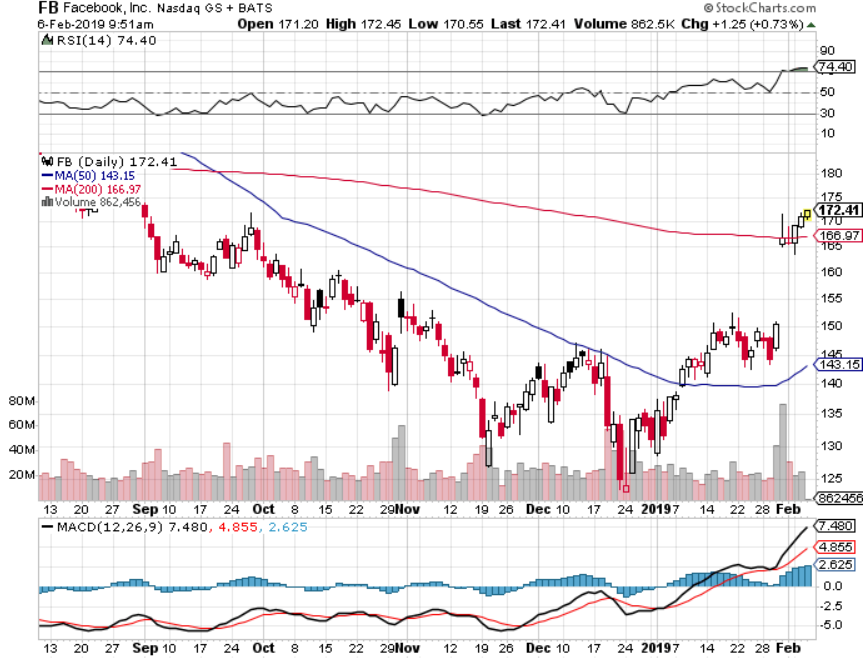 FB Facebook, Inc. Nasdaq GS + BATS © StockCharts.com
6-Feb-2019 9:51am Open 171.20 High 172.45 Low 170.55 Last 172.41 Volume 862.5K Chg +1.25 (+0.73%)
RSI(14) 74.40
90
74.40
50
30
10
FB (Daily) 172.41
MA(50) 143.15
MA(200) 166.97
Volume 862,456
180
175
172.41
170
166.97
165
160
155
150
145
143.15
140
135
130
125
862456
80M
60M
40M
20M
13 20 27 Sep 10 17 24 Oct 8 15 22 29 Nov 12 19 26 Dec 10 17 24 2019 7 14 22 28 Feb
MACD(12,26,9) 7.480, 4.855, 2.625
7.480
4.855
2.625
0.0
-2.5
-5.0
13 20 27 Sep 10 17 24 Oct 8 15 22 29 Nov 12 19 26 Dec 10 17 24 2019 7 14 22 28 Feb